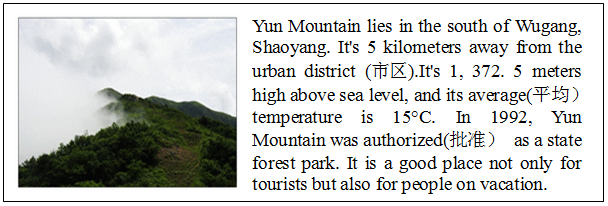 Yun Mountain lies in the south of Wugang,
Shaoyang. It's 5 kilometers away from the
urban district (市区).It's 1, 372. 5 meters
high above sea level, and its average(平均）
temperature is 15°C. In 1992, Yun
Mountain was authorized(批准） as a state
forest park. It is a good place not only for
tourists but also for people on vacation.